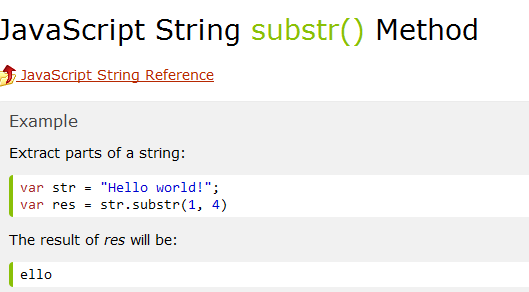 JavaScript String substr() Method
JavaScript String Reference
Example
Extract parts of a string:
var str = "Hello world!";
var res = str.substr(1, 4)
The result of res will be:
ello